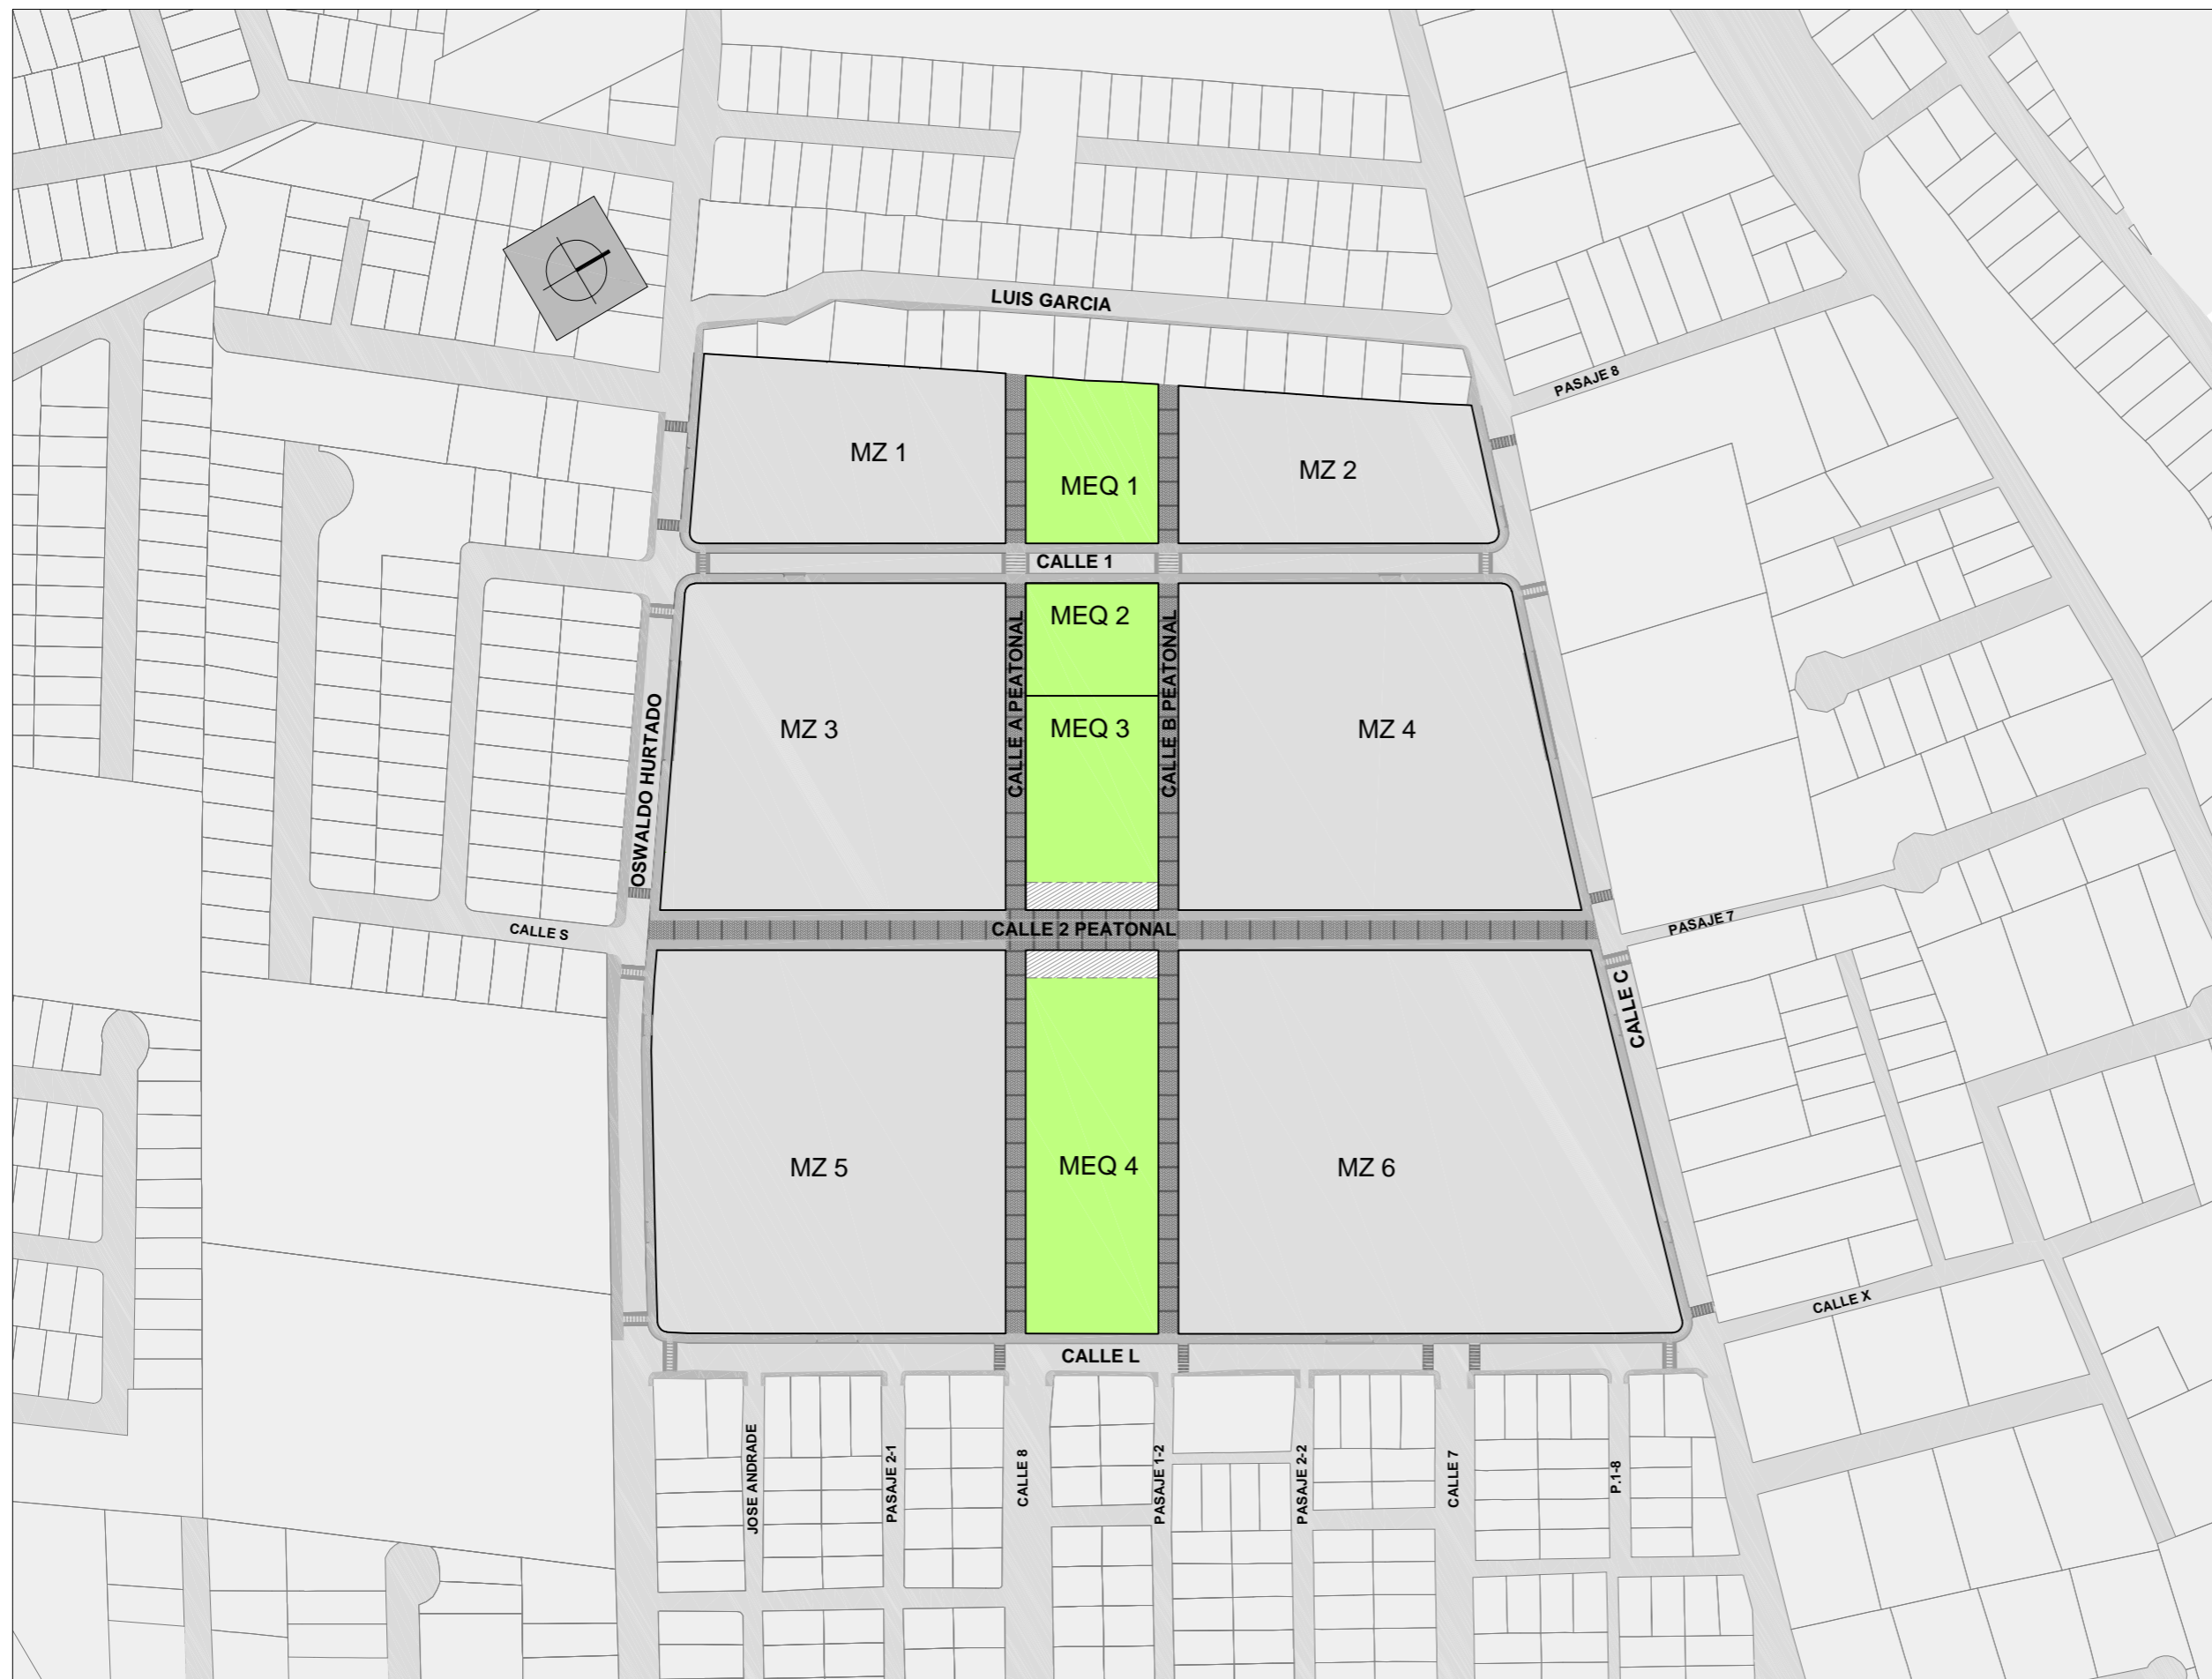 LUIS GARCIA
PASAJE 8
MZ 1
MEQ 1
MZ 2
CALLE 1
MEQ 2
CALLE A PEATONAL
CALLE B PEATONAL
OSWALDO HURTADO
MZ 3
MEQ 3
MZ 4
CALLE S
CALLE 2 PEATONAL
PASAJE 7
CALLE C
MZ 5
MEQ 4
MZ 6
CALLE X
CALLE L
JOSE ANDRADE
PASAJE 2-1
CALLE 8
PASAJE 1-2
PASAJE 2-2
CALLE 7
P.1-8